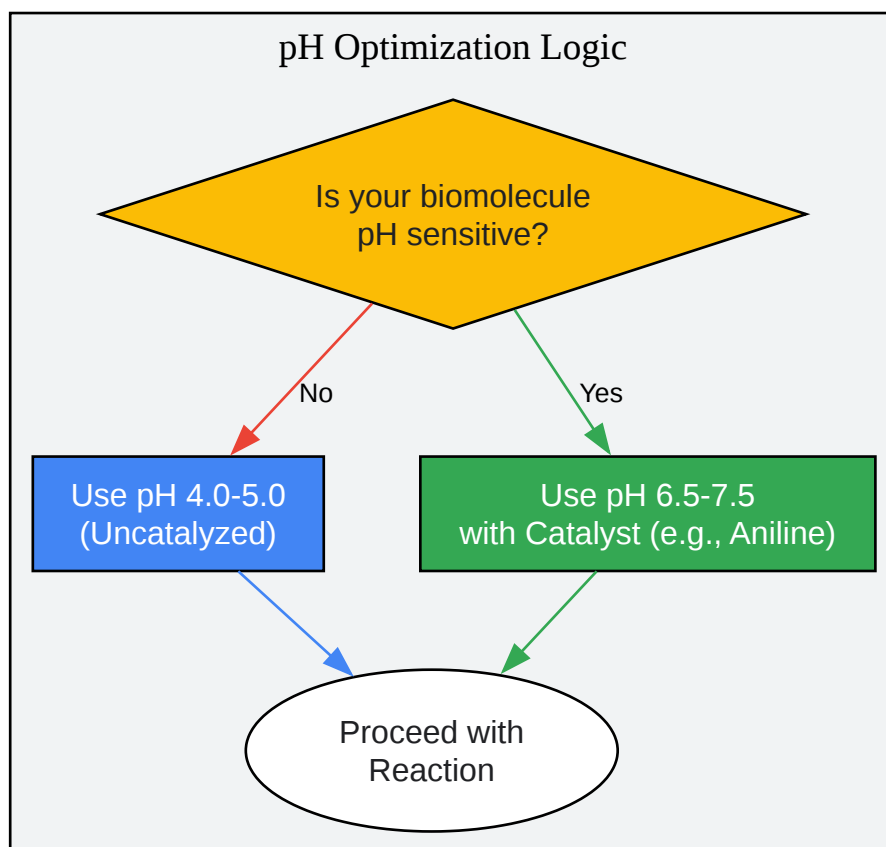 pH Optimization Logic
Is your biomolecule
pH sensitive?
No
Yes
Use pH 4.0-5.0
(Uncatalyzed)
Use pH 6.5-7.5
with Catalyst (e.g., Aniline)
Proceed with
Reaction